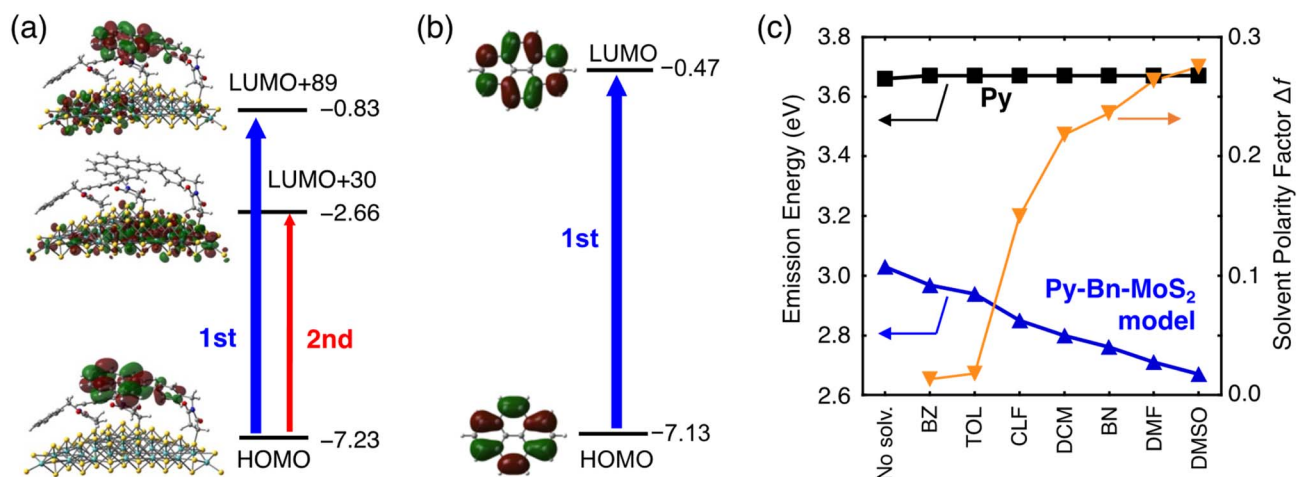 (a)
LUMO+89
−0.83
LUMO+30
−2.66
1st
2nd
−7.23
HOMO
(b)
LUMO
−0.47
1st
−7.13
HOMO
(c)
Emission Energy (eV)
3.8
3.6
3.4
3.2
3.0
2.8
2.6
Py
Py-Bn-MoS₂
model
0.3
0.2
0.1
0.0
Solvent Polarity Factor Δf
No solv.
BZ
TOL
CLF
DCM
BN
DMF
DMSO